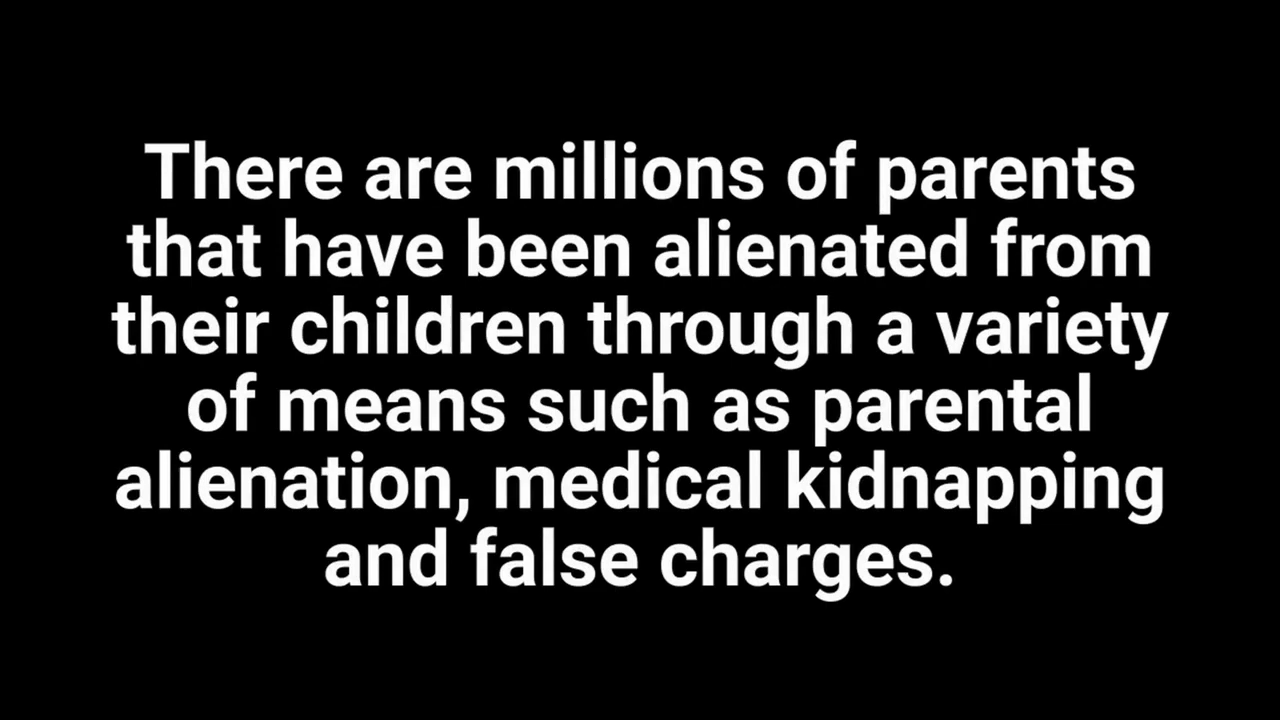 There are millions of parents
that have been alienated from
their children through a variety
of means such as parental
alienation, medical kidnapping
and false charges.